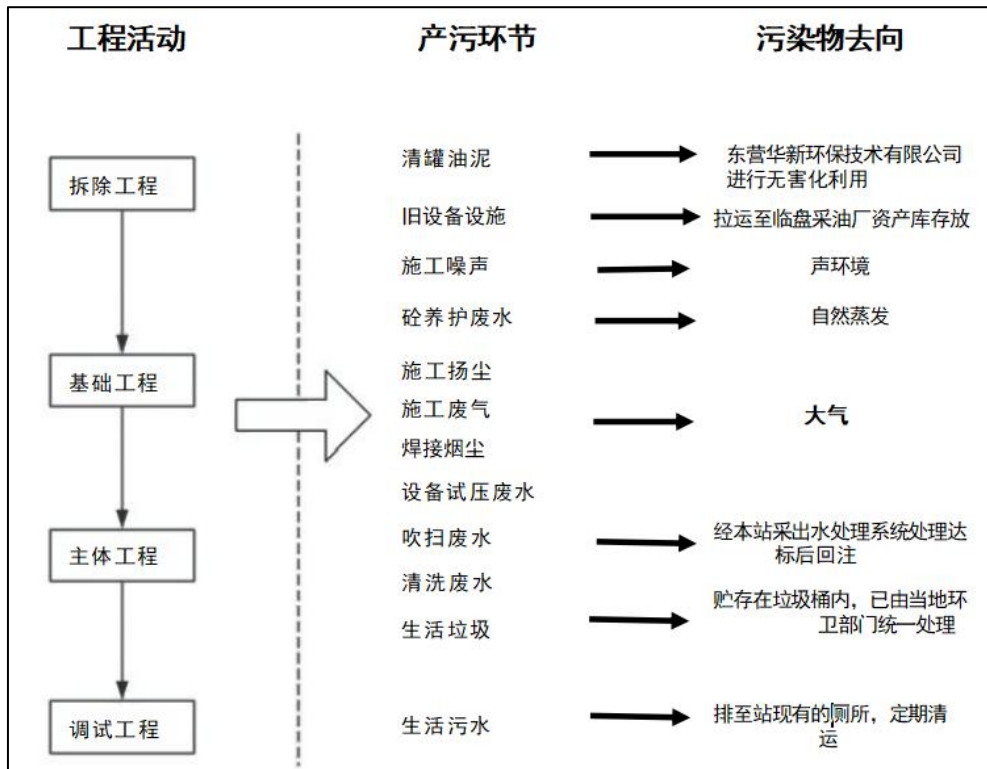 工程活动
产污环节
污染物去向
拆除工程
基础工程
主体工程
调试工程
清罐油泥
东营华新环保技术有限公司
进行无害化利用
旧设备设施
拉运至临盘采油厂资产库存放
施工噪声
声环境
砼养护废水
自然蒸发
施工扬尘
施工废气
大气
焊接烟尘
设备试压废水
吹扫废水
经本站采出水处理系统处理达
标后回注
清洗废水
生活垃圾
贮存在垃圾桶内，已由当地环
卫部门统一处理
生活污水
排至站现有的厕所，定期清
运